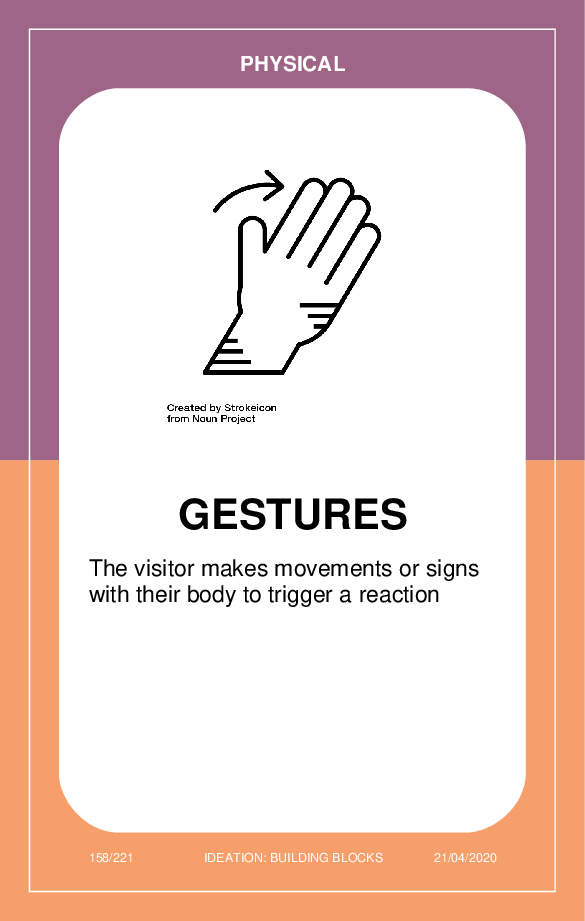 PHYSICAL
Created by Strokeicon
from Noun Project
GESTURES
The visitor makes movements or signs
with their body to trigger a reaction
158/221 IDEATION: BUILDING BLOCKS 21/04/2020